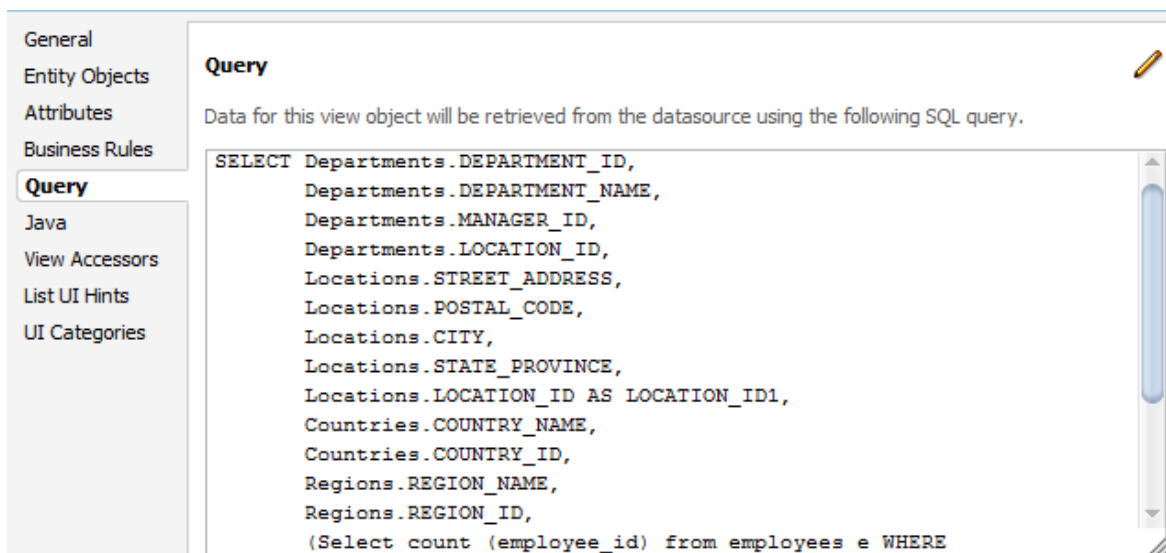 General
Entity Objects
Attributes
Business Rules
Query
Java
View Accessors
List UI Hints
UI Categories
Query
Data for this view object will be retrieved from the datasource using the following SQL query.
SELECT Departments.DEPARTMENT_ID,
Departments.DEPARTMENT_NAME,
Departments.MANAGER_ID,
Departments.LOCATION_ID,
Locations.STREET_ADDRESS,
Locations.POSTAL_CODE,
Locations.CITY,
Locations.STATE_PROVINCE,
Locations.LOCATION_ID AS LOCATION_ID1,
Countries.COUNTRY_NAME,
Countries.COUNTRY_ID,
Regions.REGION_NAME,
Regions.REGION_ID,
(Select count (employee_id) from employees e WHERE